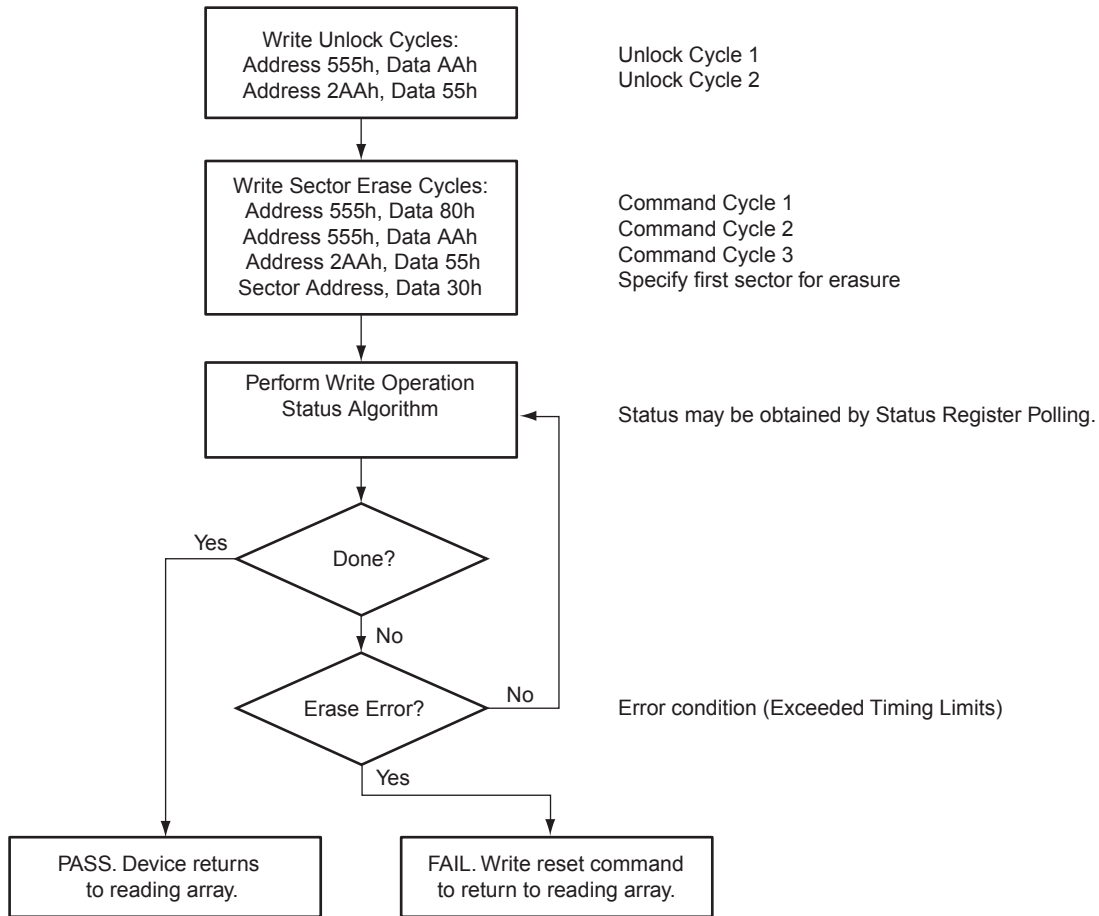 Write Unlock Cycles:
Address 555h, Data AAh
Address 2AAh, Data 55h
Unlock Cycle 1
Unlock Cycle 2
Write Sector Erase Cycles:
Address 555h, Data 80h
Address 555h, Data AAh
Address 2AAh, Data 55h
Sector Address, Data 30h
Command Cycle 1
Command Cycle 2
Command Cycle 3
Specify first sector for erasure
Perform Write Operation
Status Algorithm
Status may be obtained by Status Register Polling.
Yes
Done?
No
Erase Error?
No
Error condition (Exceeded Timing Limits)
Yes
PASS. Device returns
to reading array.
FAIL. Write reset command
to return to reading array.